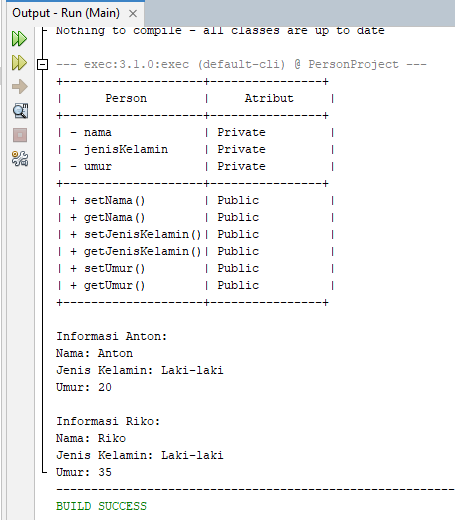 Output - Run (Main) ×
Nothing to compile - all classes are up to date
--- exec:3.1.0:exec (default-cli) @ PersonProject ---
+--------------------+----------------+
|      Person        |     Atribut    |
+--------------------+----------------+
| - nama             | Private        |
| - jenisKelamin     | Private        |
| - umur             | Private        |
+--------------------+----------------+
| + setNama()        | Public         |
| + getNama()        | Public         |
| + setJenisKelamin()| Public         |
| + getJenisKelamin()| Public         |
| + setUmur()        | Public         |
| + getUmur()        | Public         |
+--------------------+----------------+
Informasi Anton:
Nama: Anton
Jenis Kelamin: Laki-laki
Umur: 20
Informasi Riko:
Nama: Riko
Jenis Kelamin: Laki-laki
Umur: 35
---------------------------------------------------------
BUILD SUCCESS